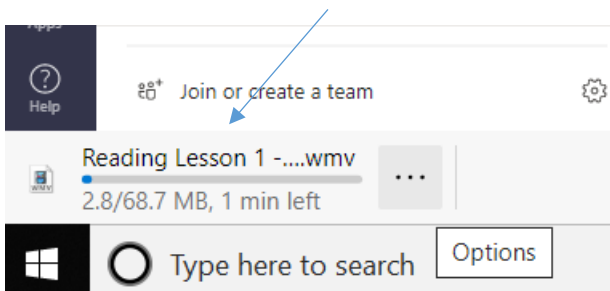 Apps
Help
Join or create a team
Reading Lesson 1 -....wmv
WMV
2.8/68.7 MB, 1 min left
...
Type here to search
Options